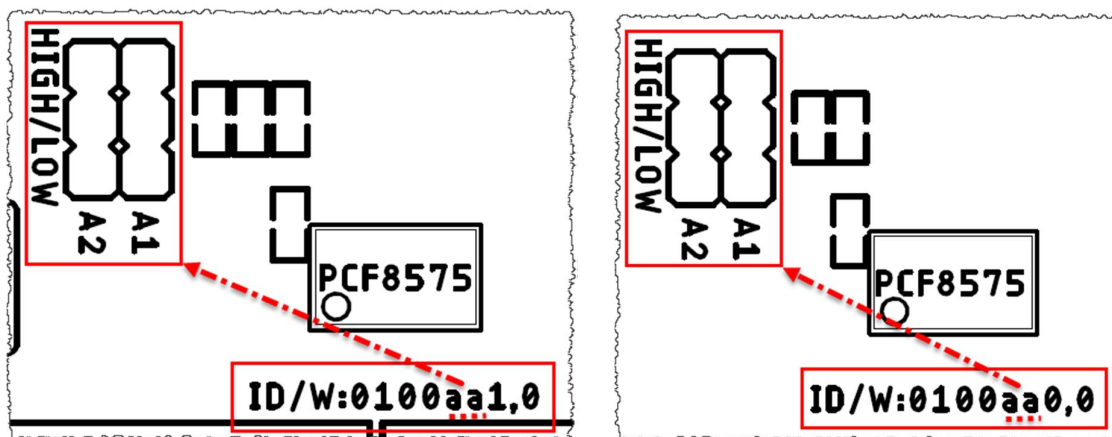 HIGH/LOW
A2
A1
PCF8575
ID/W:0100aa1,0
HIGH/LOW
A2
A1
PCF8575
ID/W:0100aa0,0